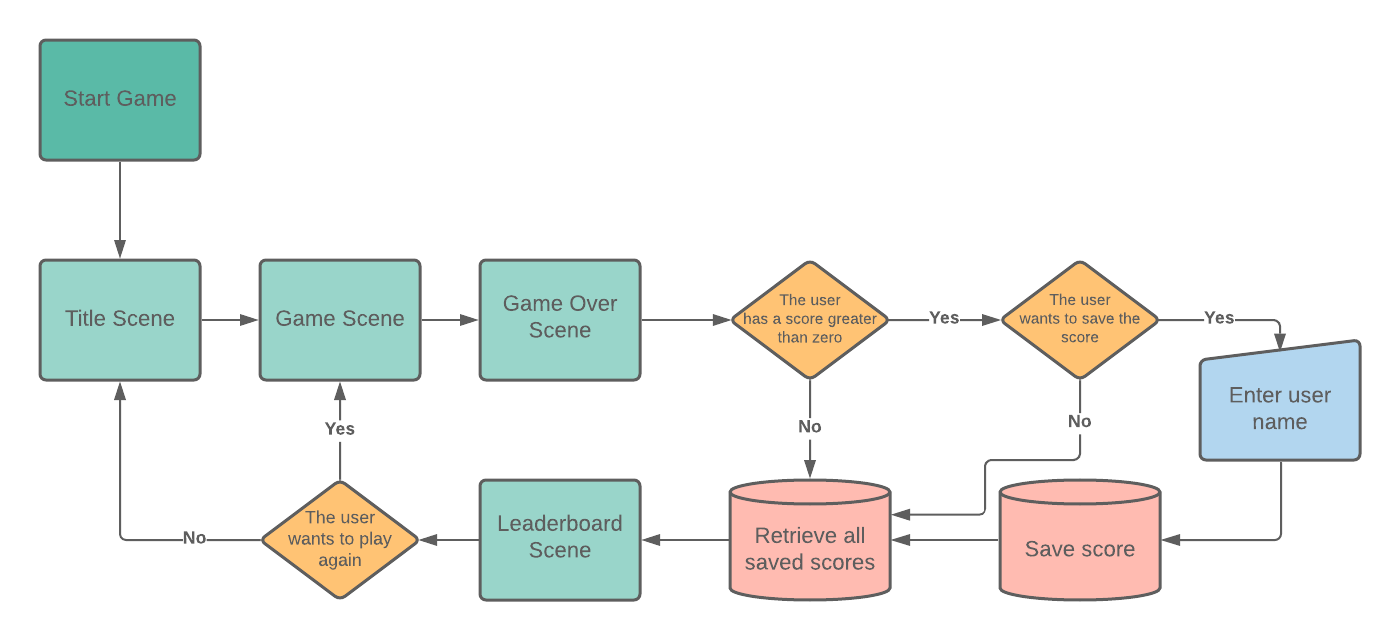 Start Game
Title Scene
Game Scene
Game Over
Scene
The user
has a score greater
than zero
Yes
The user
wants to save the
score
Yes
Enter user
name
No
No
Yes
Save score
Retrieve all
saved scores
Leaderboard
Scene
The user
wants to play
again
No